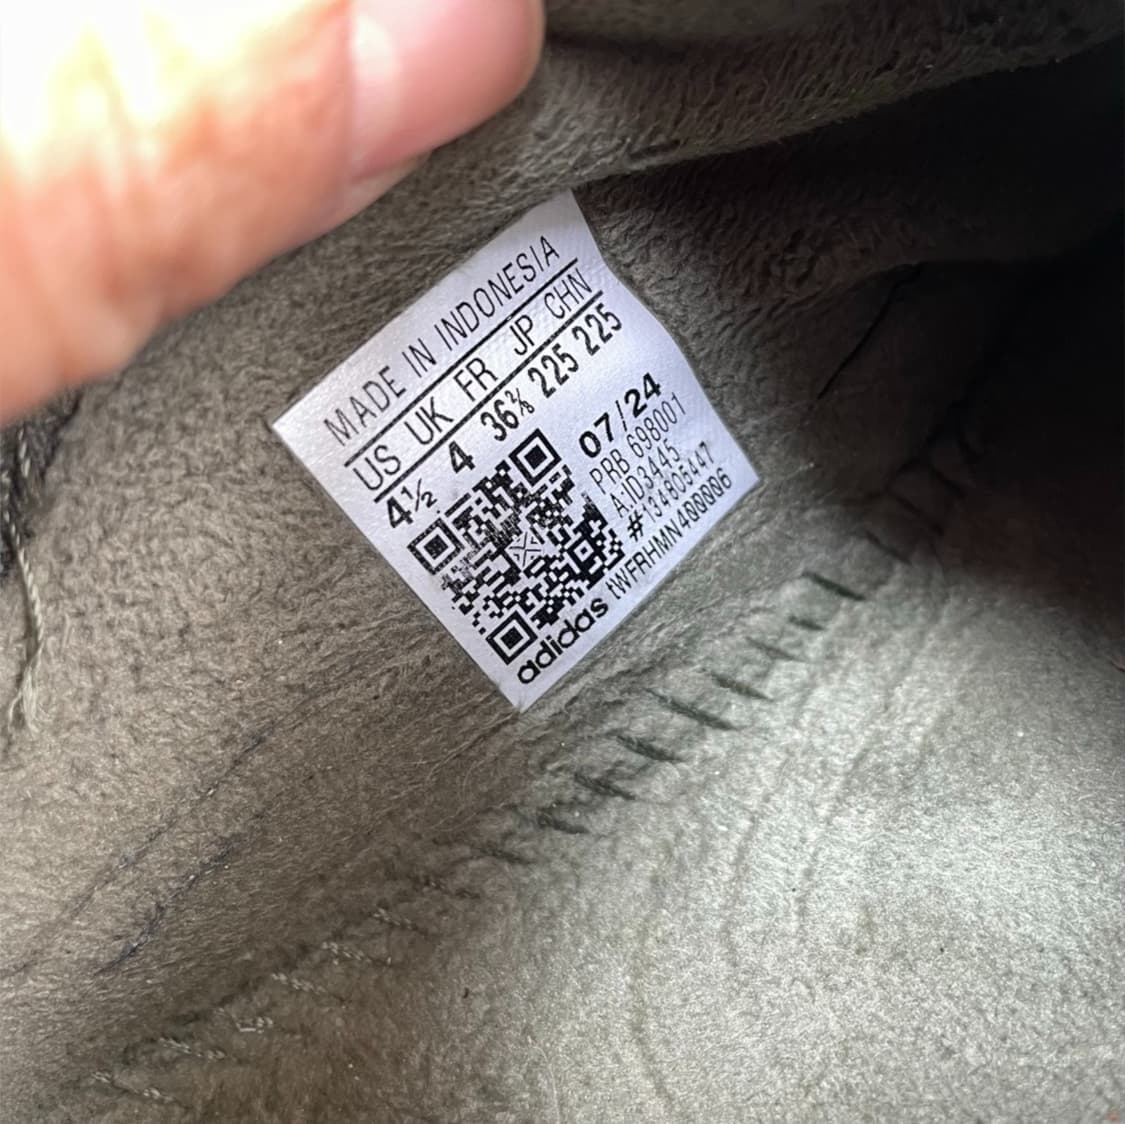 MADE IN INDONESIA
US UK FR JP CHN
4½ 4 36⅔ 225 225
07/24
PRB 698001
A:ID3445
#134805447
adidas tWFRHMN400006